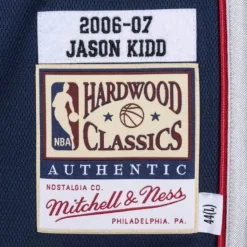 2006-07
JASON KIDD
NBA
HARDWOOD
CLASSICS
AUTHENTIC
NOSTALGIA CO.
Mitchell & Ness
PHILADELPHIA, PA.
44(L)